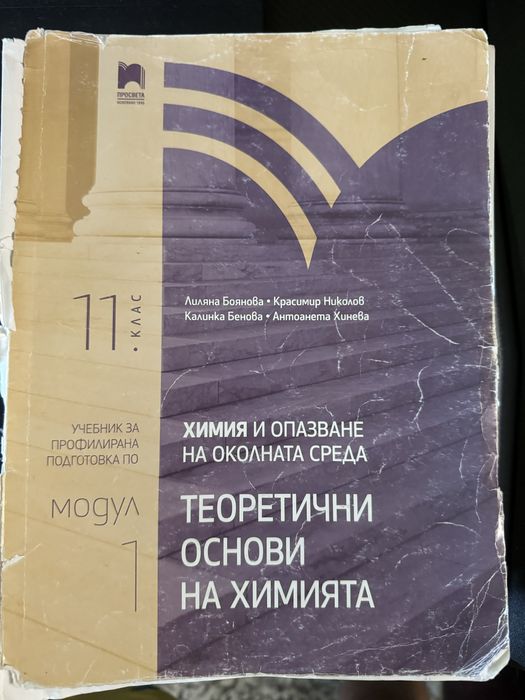 ПРОСВЕТА
ОСНОВАНО 1945
Лиляна Боянова • Красимир Николов
Калинка Бенова • Антоанета Хинева
11. КЛАС
УЧЕБНИК ЗА
ПРОФИЛИРАНА
ПОДГОТОВКА ПО
ХИМИЯ И ОПАЗВАНЕ
НА ОКОЛНАТА СРЕДА
МОДУЛ
1
ТЕОРЕТИЧНИ
ОСНОВИ
НА ХИМИЯТА